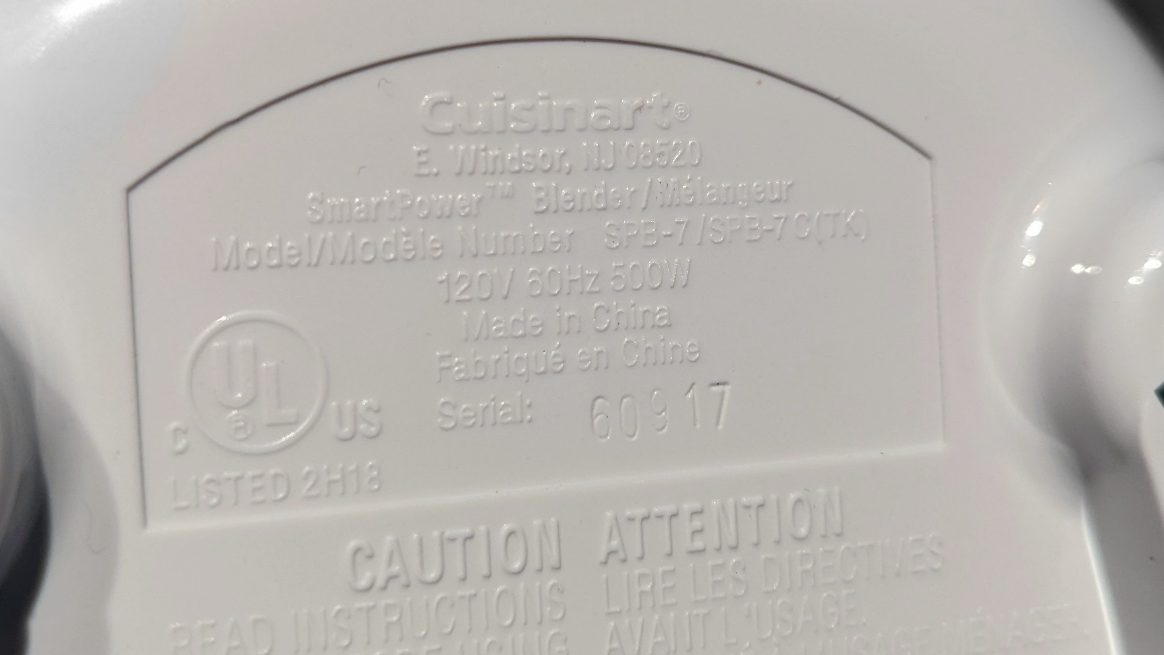 Cuisinart®
E. Windsor, NJ 08520
SmartPower™ Blender/Mélangeur
Model/Modèle Number SPB-7/SPB-7C(TK)
120V 60Hz 500W
Made in China
Fabriqué en Chine
Serial: 60917
C UL® US
LISTED 2H18
CAUTION
READ INSTRUCTIONS
ATTENTION
LIRE LES DIRECTIVES
AVANT L'USAGE.